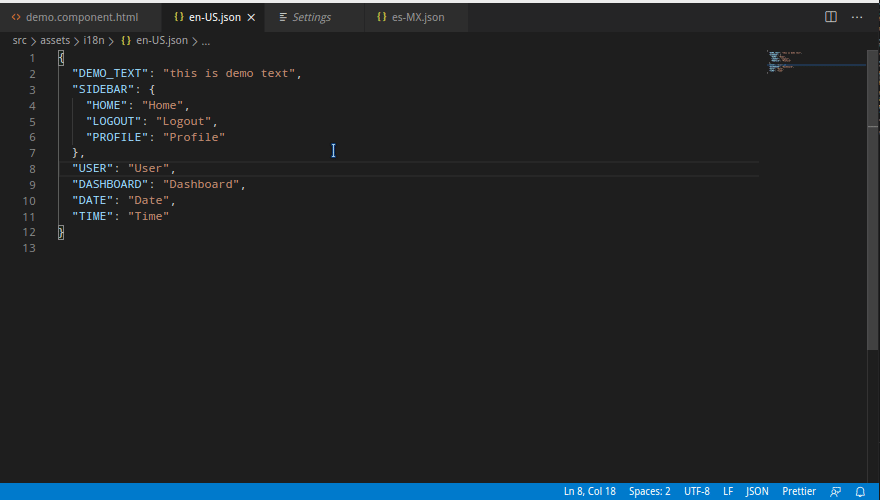 demo.component.html en-US.json Settings es-MX.json
src > assets > i18n > {} en-US.json > ...
1 {
2 "DEMO_TEXT": "this is demo text",
3 "SIDEBAR": {
4 "HOME": "Home",
5 "LOGOUT": "Logout",
6 "PROFILE": "Profile"
7 },
8 "USER": "User",
9 "DASHBOARD": "Dashboard",
10 "DATE": "Date",
11 "TIME": "Time"
12 }
13
Ln 8, Col 18 Spaces: 2 UTF-8 LF JSON Prettier